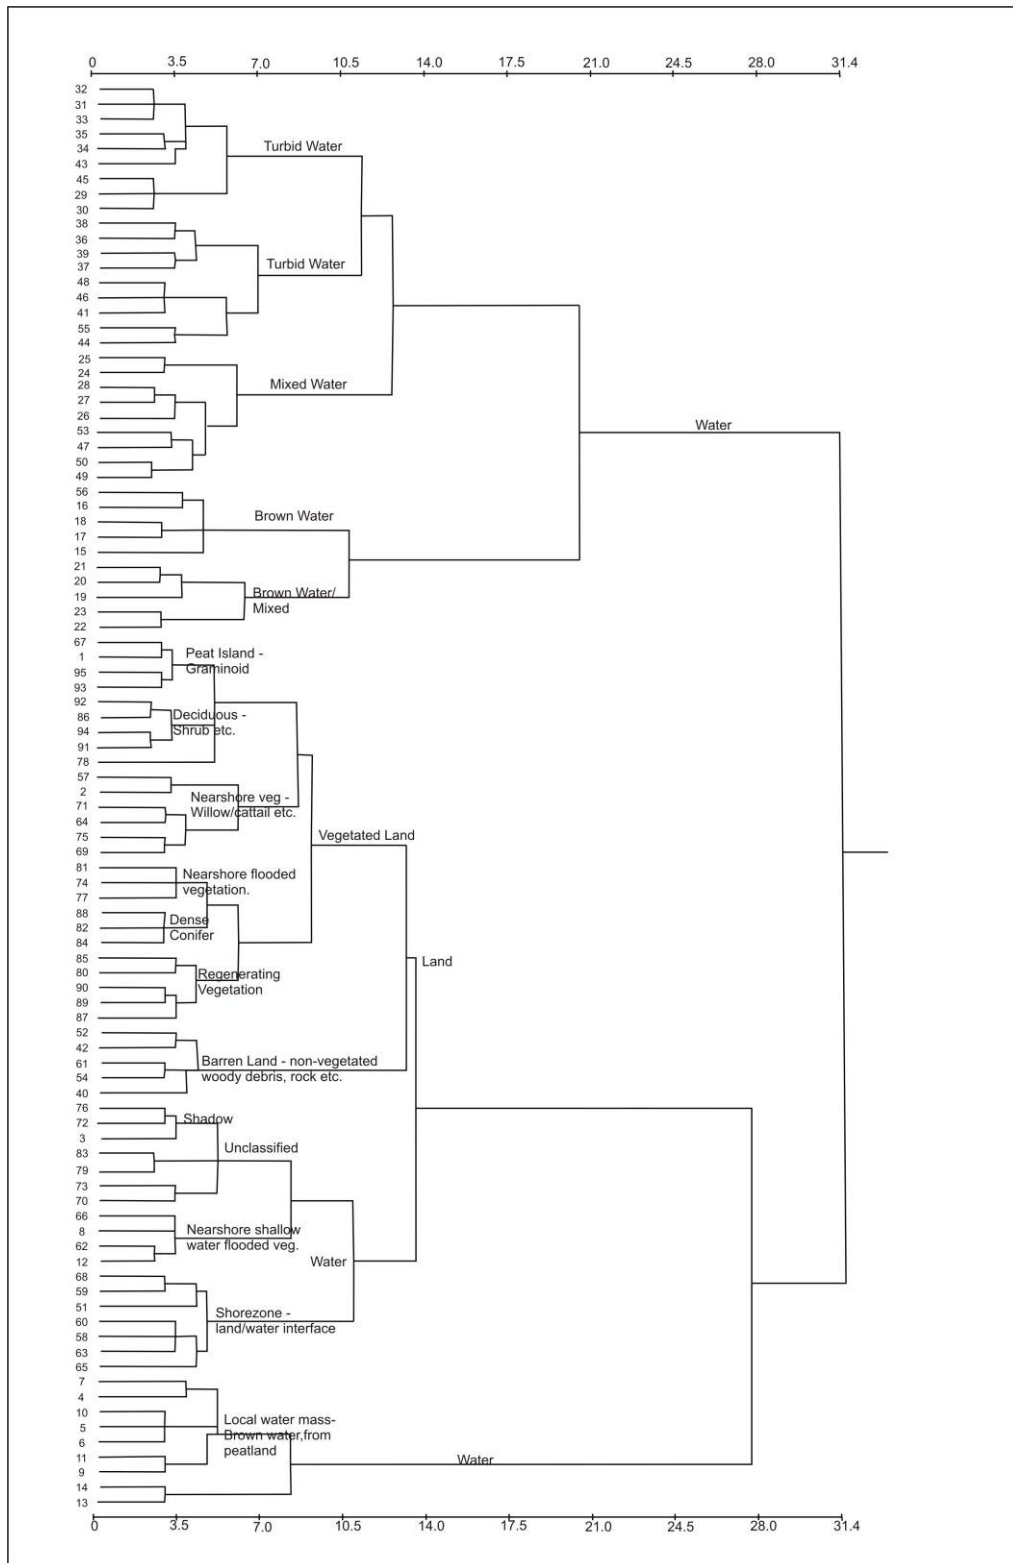 0 3.5 7.0 10.5 14.0 17.5 21.0 24.5 28.0 31.4
32
31
33
35
34
43
Turbid Water
45
29
30
38
36
39
37
Turbid Water
48
46
41
55
44
25
24
28
27
Mixed Water
26
53
47
Water
50
49
56
16
18
Brown Water
17
15
21
20
19
Brown Water/
Mixed
23
22
67
1
Peat Island -
Graminoid
95
93
92
86
Deciduous -
Shrub etc.
94
91
78
57
2
Nearshore veg -
Willow/cattail etc.
71
64
75
Vegetated Land
69
81
74
Nearshore flooded
vegetation.
77
88
82
Dense
Conifer
84
85
Land
80
Regenerating
Vegetation
90
89
87
52
42
61
Barren Land - non-vegetated
woody debris, rock etc.
54
40
76
72
Shadow
3
83
Unclassified
79
73
70
66
8
Nearshore shallow
water flooded veg.
62
12
Water
68
59
51
Shorezone -
land/water interface
60
58
63
65
7
4
10
5
Local water mass-
Brown water,from
peatland
6
11
Water
9
14
13
0 3.5 7.0 10.5 14.0 17.5 21.0 24.5 28.0 31.4